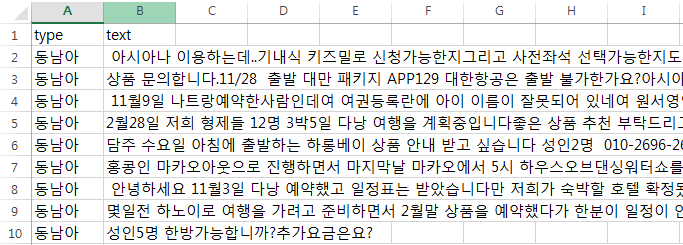 A B C D E F G H I
1 type text
2 동남아 아시아나 이용하는데..기내식 키즈밀로 신청가능한지그리고 사전좌석 선택가능한지도
3 동남아 상품 문의합니다.11/28 출발 대만 패키지 APP129 대한항공은 출발 불가한가요?아시아
4 동남아 11월9일 나트랑예약한사람인데여 여권등록란에 아이 이름이 잘못되어 있네여 원서영
5 동남아 2월28일 저희 형제들 12명 3박5일 다낭 여행을 계획중입니다좋은 상품 추천 부탁드리고
6 동남아 담주 수요일 아침에 출발하는 하롱베이 상품 안내 받고 싶습니다 성인2명 010-2696-26
7 동남아 홍콩인 마카오아웃으로 진행하면서 마지막날 마카오에서 5시 하우스오브댄싱워터쇼를
8 동남아 안녕하세요 11월3일 다낭 예약했고 일정표는 받았습니다만 저희가 숙박할 호텔 확정
9 동남아 몇일전 하노이로 여행을 가려고 준비하면서 2월말 상품을 예약했다가 한분이 일정이
10 동남아 성인5명 한방가능합니까?추가요금은요?